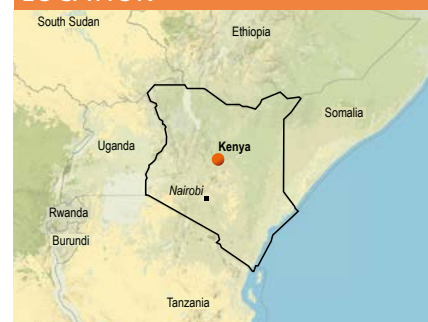 South Sudan
Ethiopia
Somalia
Uganda
Kenya
Nairobi
Rwanda
Burundi
Tanzania